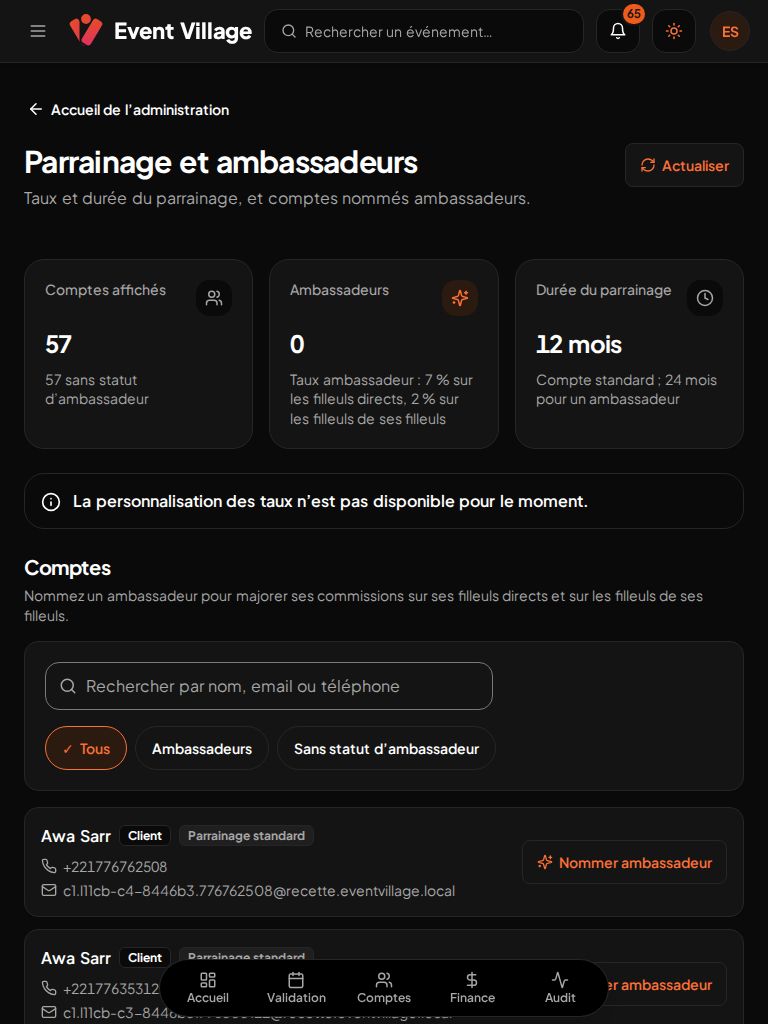 Event Village
Rechercher un événement…
65
ES
Accueil de l’administration
Parrainage et ambassadeurs
Actualiser
Taux et durée du parrainage, et comptes nommés ambassadeurs.
Comptes affichés
57
57 sans statut
d’ambassadeur
Ambassadeurs
0
Taux ambassadeur : 7 % sur
les filleuls directs, 2 % sur
les filleuls de ses filleuls
Durée du parrainage
12 mois
Compte standard ; 24 mois
pour un ambassadeur
La personnalisation des taux n’est pas disponible pour le moment.
Comptes
Nommez un ambassadeur pour majorer ses commissions sur ses filleuls directs et sur les filleuls de ses
filleuls.
Rechercher par nom, email ou téléphone
✓ Tous
Ambassadeurs
Sans statut d’ambassadeur
Awa Sarr Client Parrainage standard
+221776762508
c1.l11cb-c4-8446b3.776762508@recette.eventvillage.local
Nommer ambassadeur
Awa Sarr Client Parrainage standard
ambassadeur
Accueil
Validation
Comptes
Finance
Audit